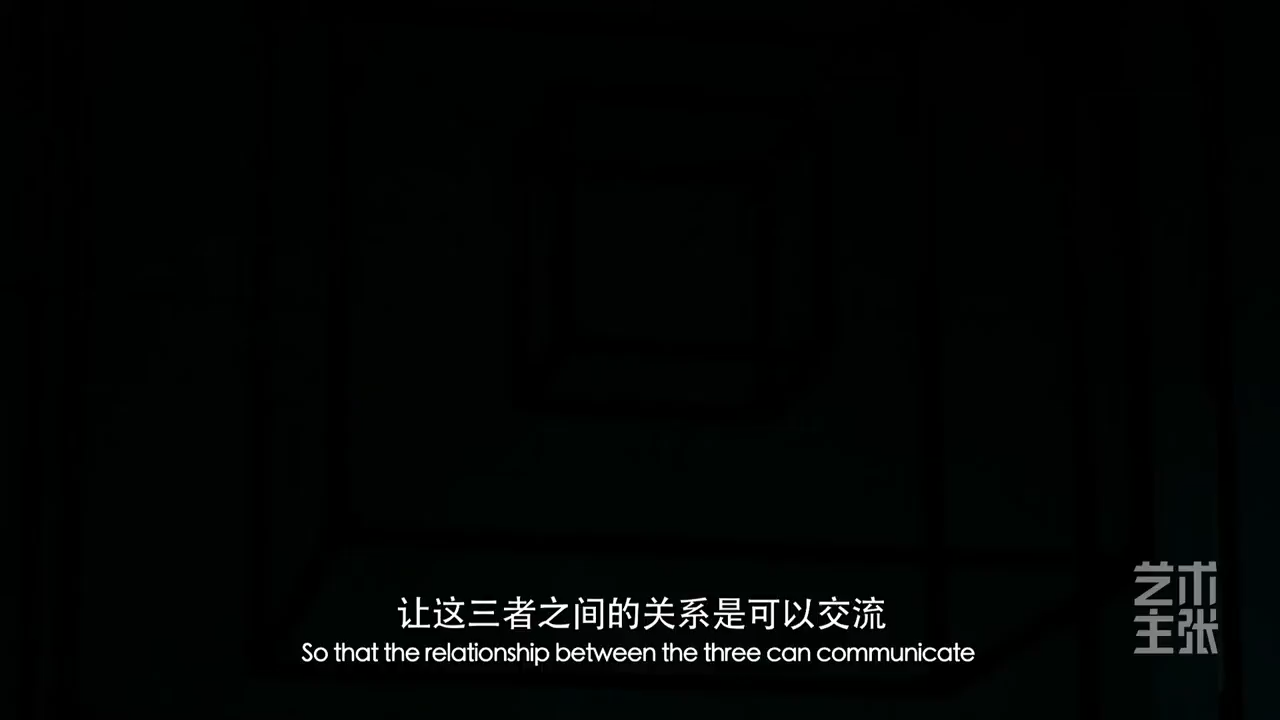 让这三者之间的关系是可以交流
So that the relationship between the three can communicate
艺术
主张